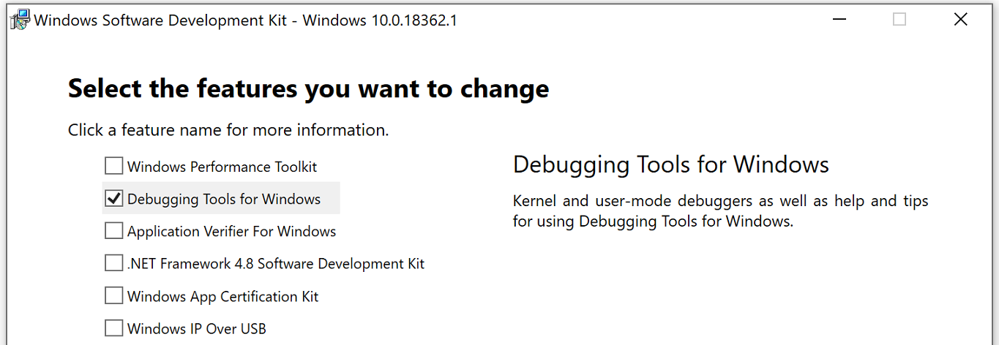 Windows Software Development Kit - Windows 10.0.18362.1
Select the features you want to change
Click a feature name for more information.
Windows Performance Toolkit
Debugging Tools for Windows
Application Verifier For Windows
.NET Framework 4.8 Software Development Kit
Windows App Certification Kit
Windows IP Over USB
Debugging Tools for Windows
Kernel and user-mode debuggers as well as help and tips
for using Debugging Tools for Windows.